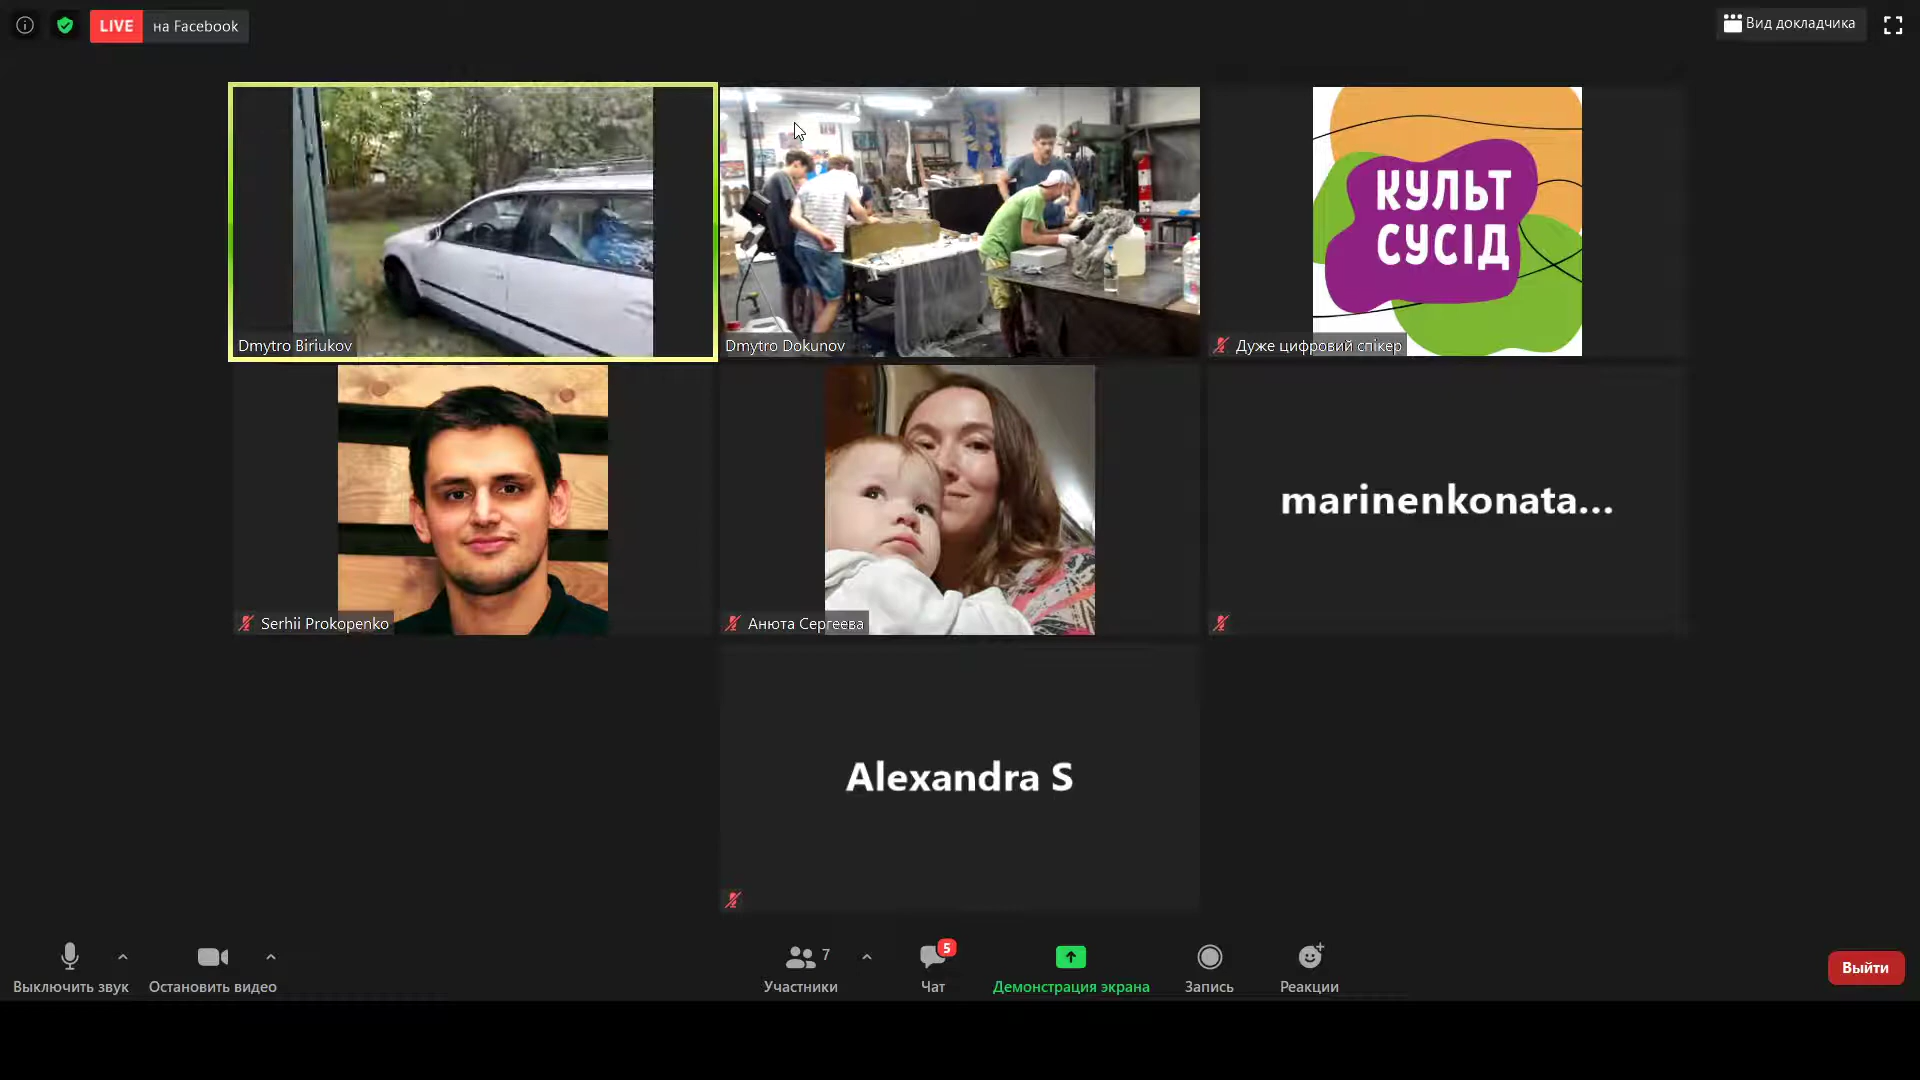 LIVE на Facebook
Вид докладчика
Dmytro Biriukov
Dmytro Dokunov
КУЛЬТ
СУСІД
Дуже цифровий спікер
Serhii Prokopenko
Анюта Сергеева
marinenkonata...
Alexandra S
7
5
Выключить звук
Остановить видео
Участники
Чат
Демонстрация экрана
Запись
Реакции
Выйти